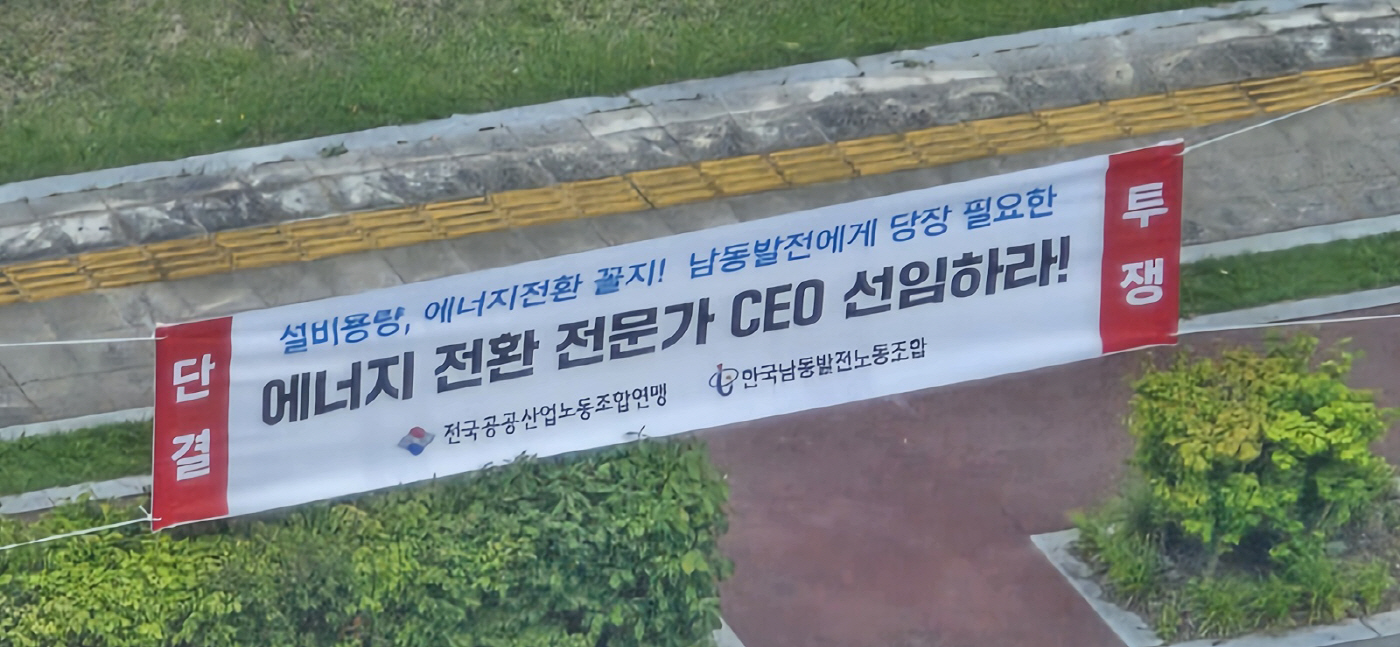 단결
설비용량, 에너지전환 꼴지! 남동발전에게 당장 필요한
에너지 전환 전문가 CEO 선임하라!
전국공공산업노동조합연맹 한국남동발전노동조합
투쟁